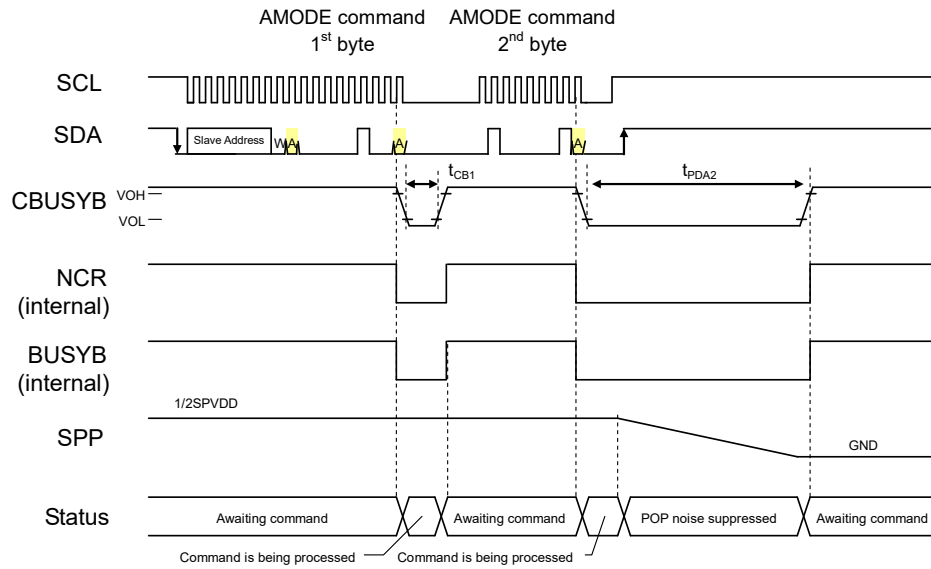 AMODE command
1st byte
AMODE command
2nd byte
SCL
SDA
Slave Address
W
A
A
A
tCB1
tPDA2
CBUSYB
VOH
VOL
NCR
(internal)
BUSYB
(internal)
1/2SPVDD
SPP
GND
Status
Awaiting command
Awaiting command
POP noise suppressed
Awaiting command
Command is being processed
Command is being processed